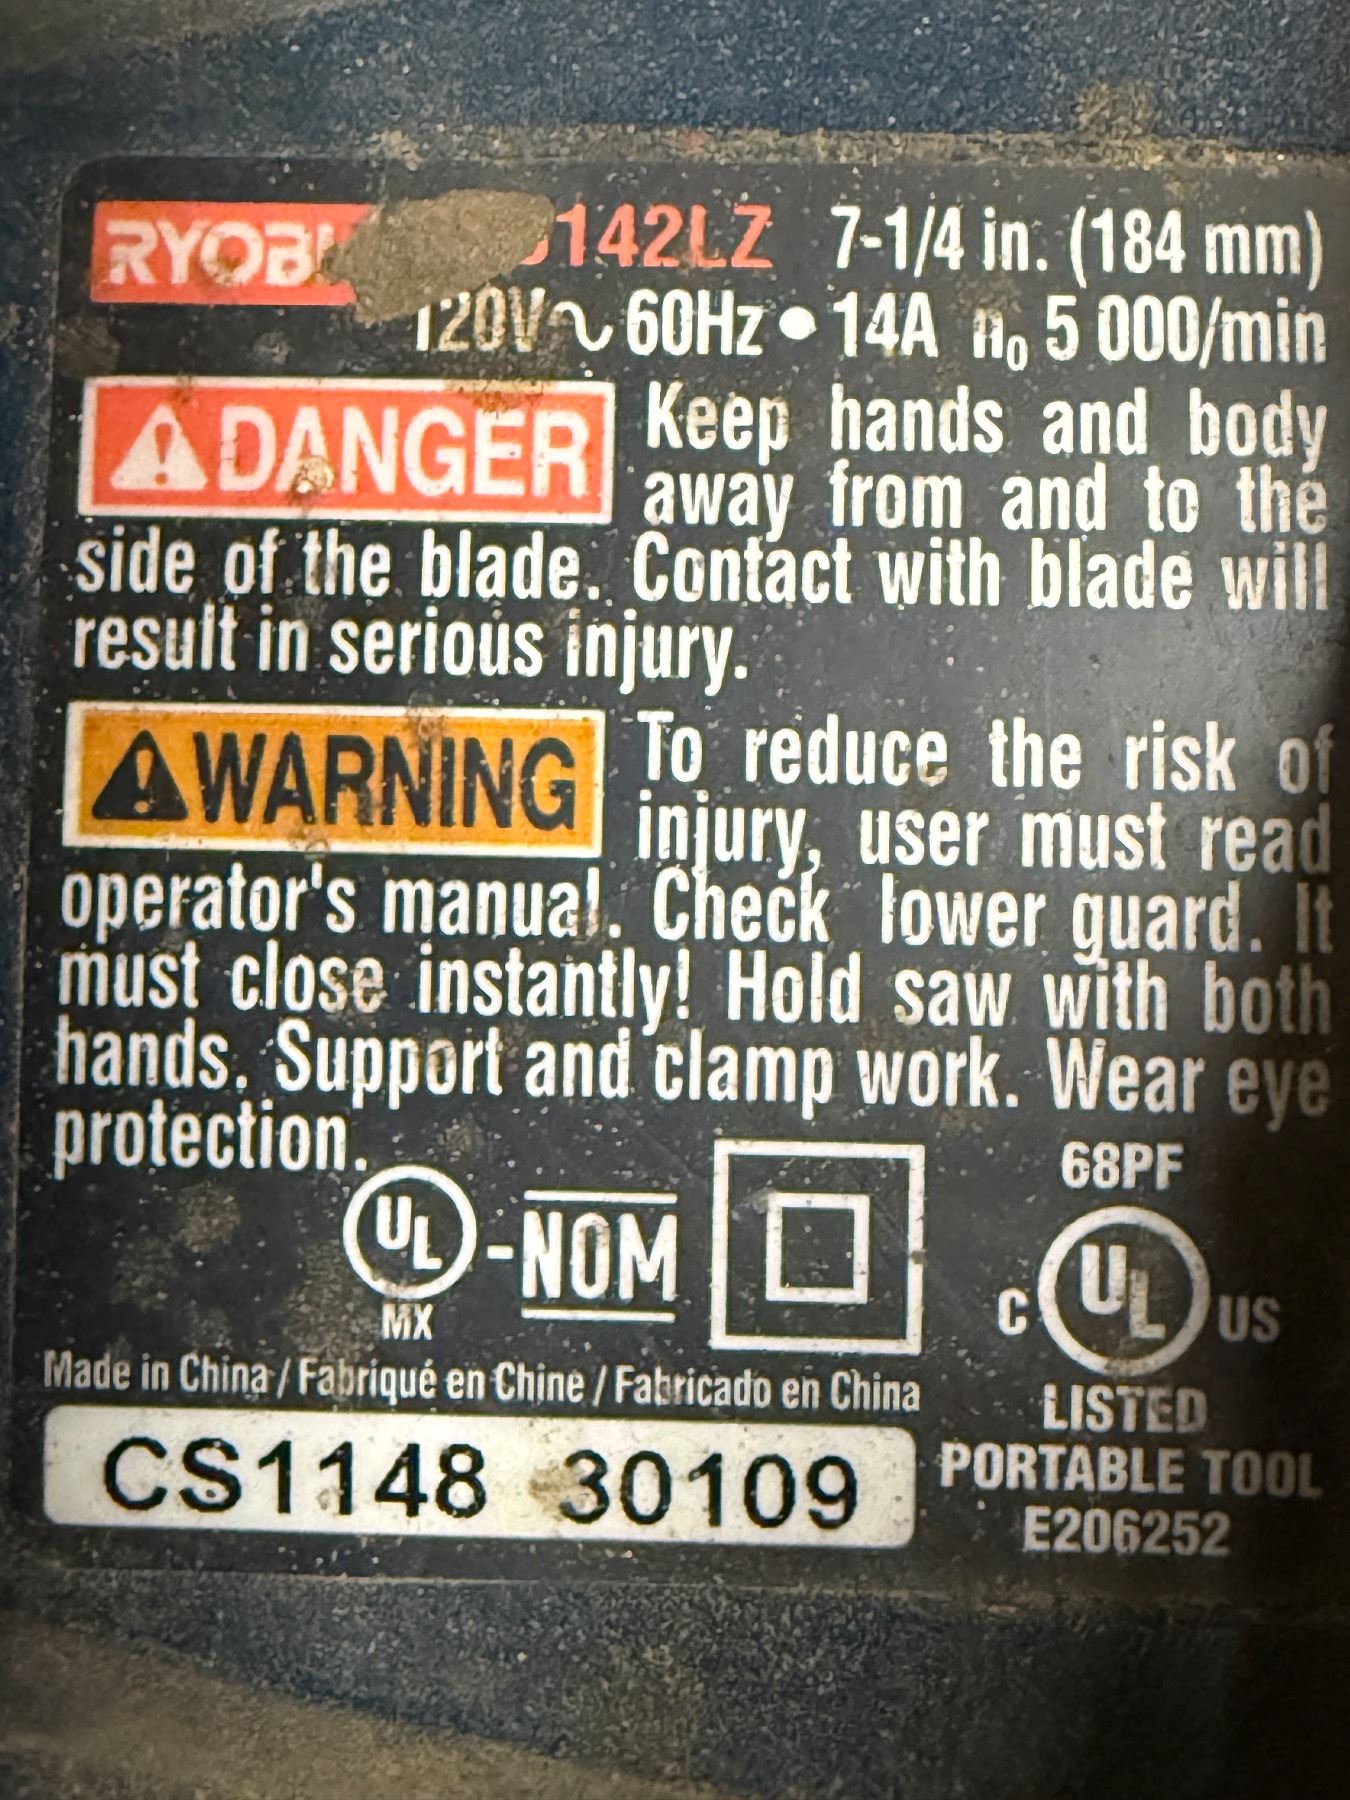 RYOBI 142LZ 7-1/4 in. (184 mm)
120V~60Hz•14A n₀ 5 000/min
DANGER Keep hands and body
away from and to the
side of the blade. Contact with blade will
result in serious injury.
WARNING To reduce the risk of
injury, user must read
operator's manual. Check lower guard. It
must close instantly! Hold saw with both
hands. Support and clamp work. Wear eye
protection.
68PF
UL -NOM
MX
C UL US
Made in China / Fabriqué en Chine / Fabricado en China
LISTED
PORTABLE TOOL
E206252
CS1148 30109